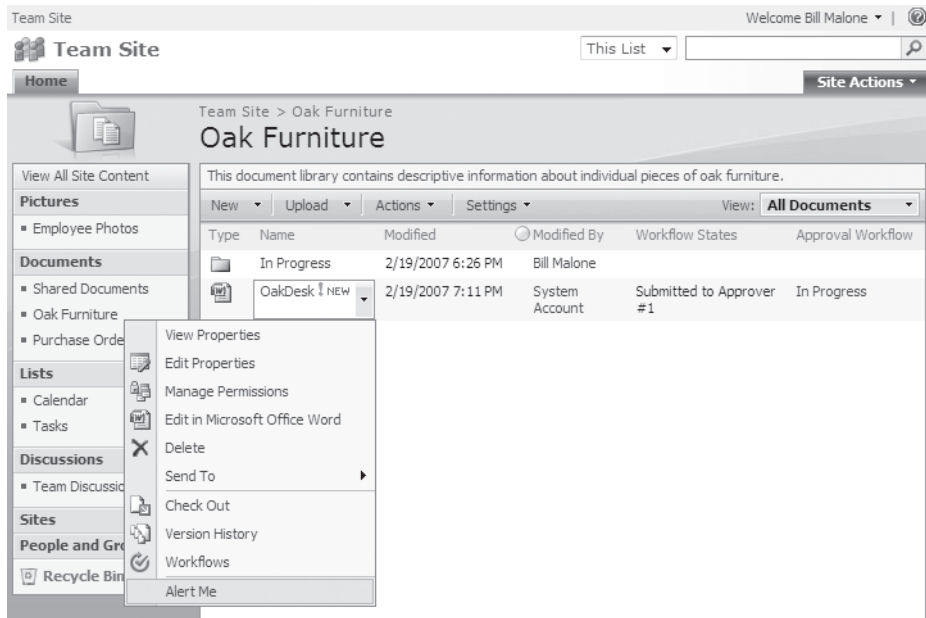 Team Site
Welcome Bill Malone
Team Site
This List
Home
Site Actions
Team Site > Oak Furniture
Oak Furniture
View All Site Content
Pictures
Employee Photos
Documents
Shared Documents
Oak Furniture
Purchase Orde
Lists
Calendar
Tasks
Discussions
Team Discussio
Sites
People and Gro
Recycle Bin
This document library contains descriptive information about individual pieces of oak furniture.
New Upload Actions Settings View: All Documents
Type Name Modified Modified By Workflow States Approval Workflow
In Progress 2/19/2007 6:26 PM Bill Malone
OakDesk ! NEW 2/19/2007 7:11 PM System Account Submitted to Approver #1 In Progress
View Properties
Edit Properties
Manage Permissions
Edit in Microsoft Office Word
Delete
Send To
Check Out
Version History
Workflows
Alert Me